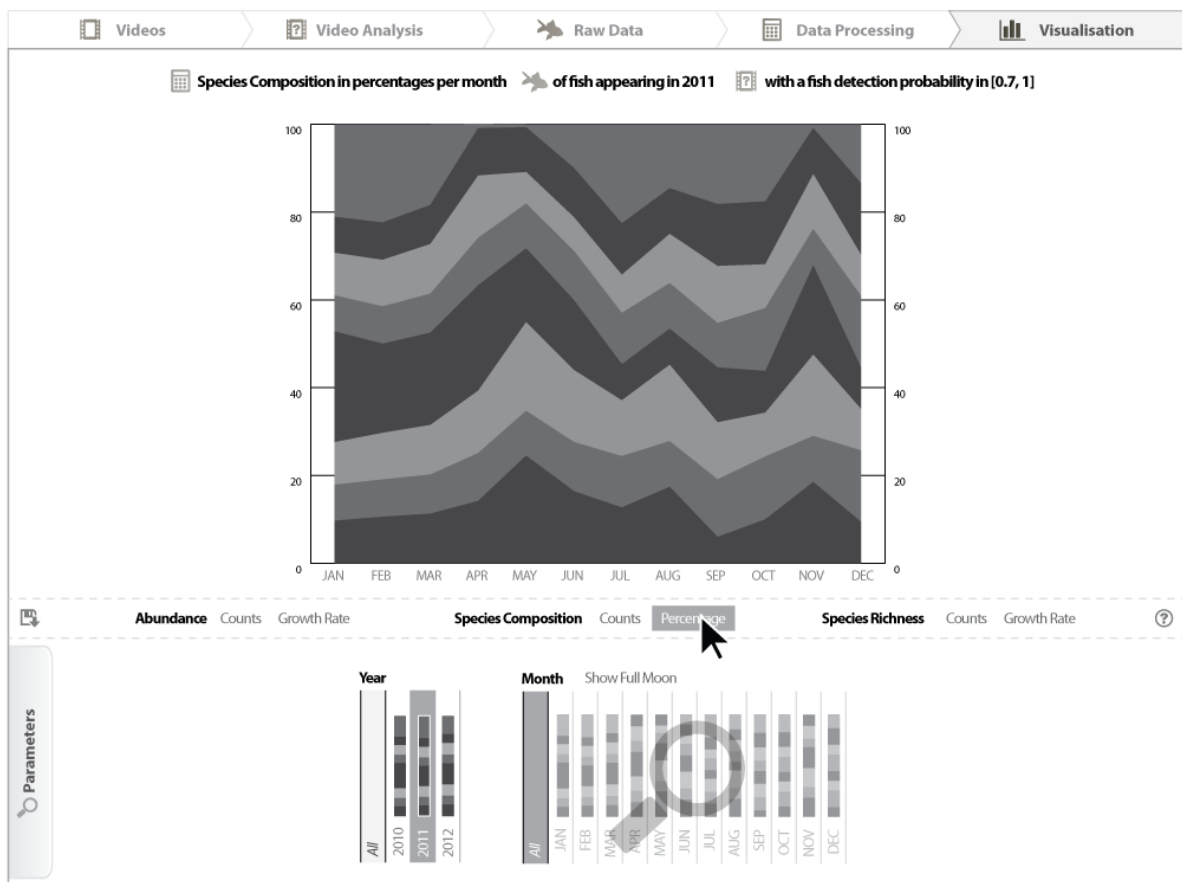 Videos Video Analysis Raw Data Data Processing Visualisation
Species Composition in percentages per month of fish appearing in 2011 with a fish detection probability in [0.7, 1]
100 100
80 80
60 60
40 40
20 20
0 0
JAN FEB MAR APR MAY JUN JUL AUG SEP OCT NOV DEC
Abundance Counts Growth Rate Species Composition Counts Percentage Species Richness Counts Growth Rate ?
Parameters
Year
All 2010 2011 2012
Month Show Full Moon
All JAN FEB MAR APR MAY JUN JUL AUG SEP OCT NOV DEC